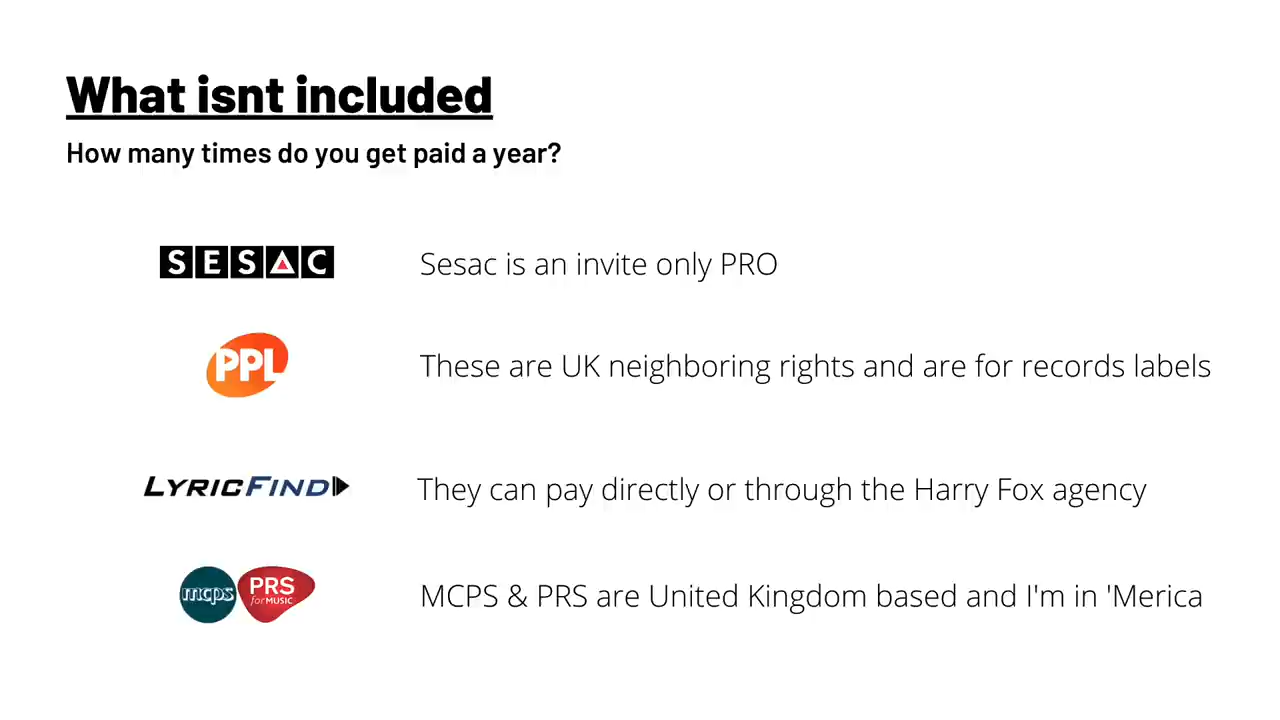 What isnt included
How many times do you get paid a year?
SESAC
Sesac is an invite only PRO
PPL
These are UK neighboring rights and are for records labels
LYRICFIND
They can pay directly or through the Harry Fox agency
mcps
PRS
for MUSIC
MCPS & PRS are United Kingdom based and I'm in 'Merica